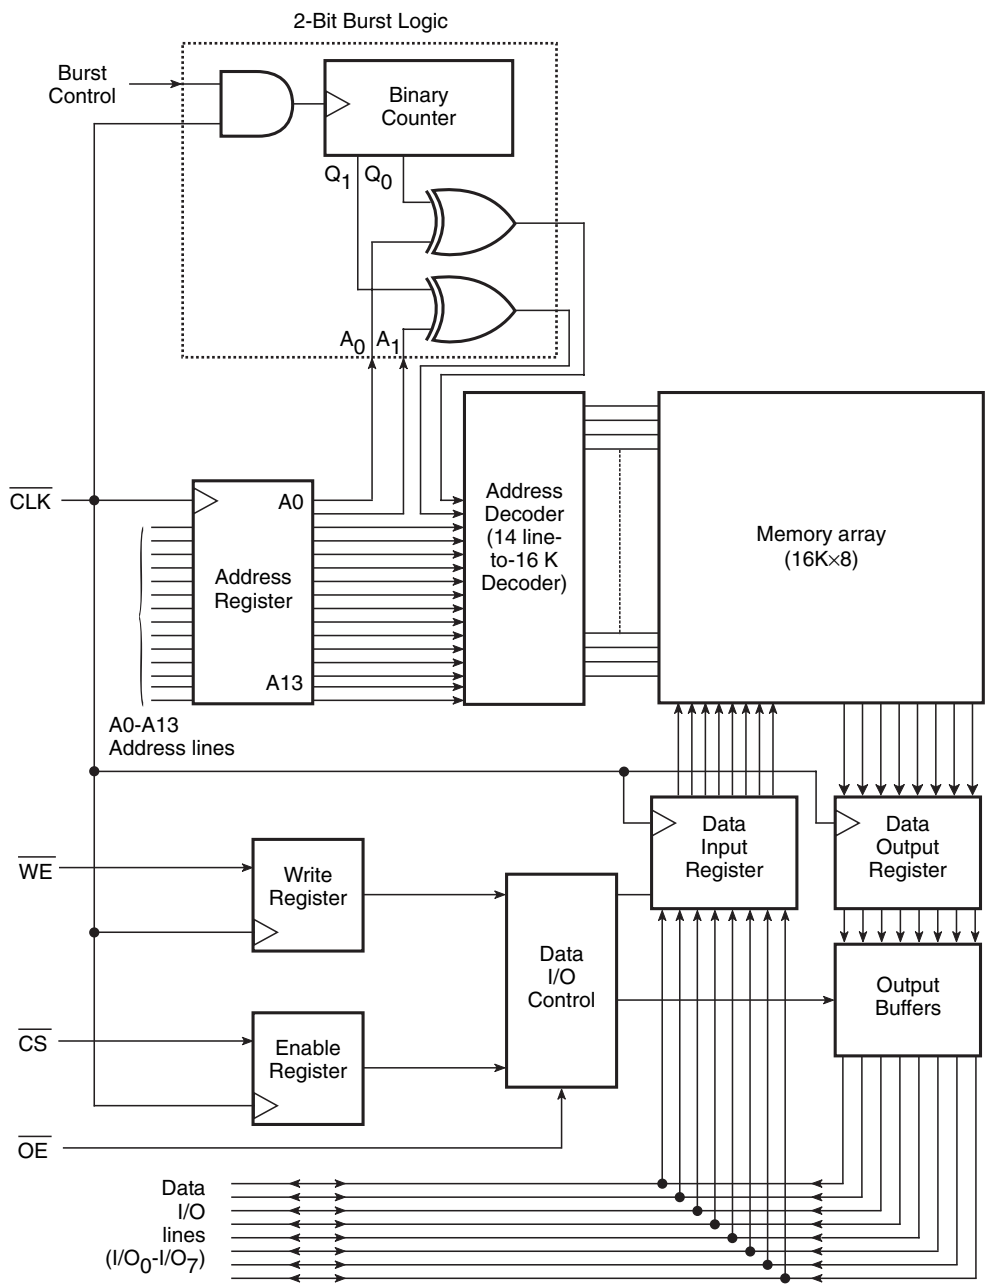 2-Bit Burst Logic
Burst
Control
Binary
Counter
Q1 Q0
A0 A1
CLK
A0
Address
Register
A13
Address
Decoder
(14 line-
to-16 K
Decoder)
Memory array
(16K×8)
A0-A13
Address lines
Data
Input
Register
Data
Output
Register
WE
Write
Register
Data
I/O
Control
Output
Buffers
CS
Enable
Register
OE
Data
I/O
lines
(I/O0-I/O7)